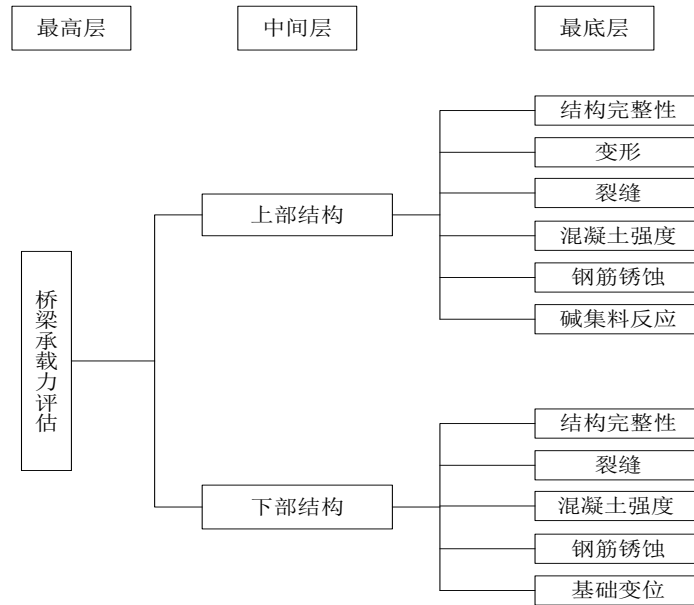 最高层
中间层
最底层
桥梁承载力评估
上部结构
结构完整性
变形
裂缝
混凝土强度
钢筋锈蚀
碱集料反应
下部结构
结构完整性
裂缝
混凝土强度
钢筋锈蚀
基础变位